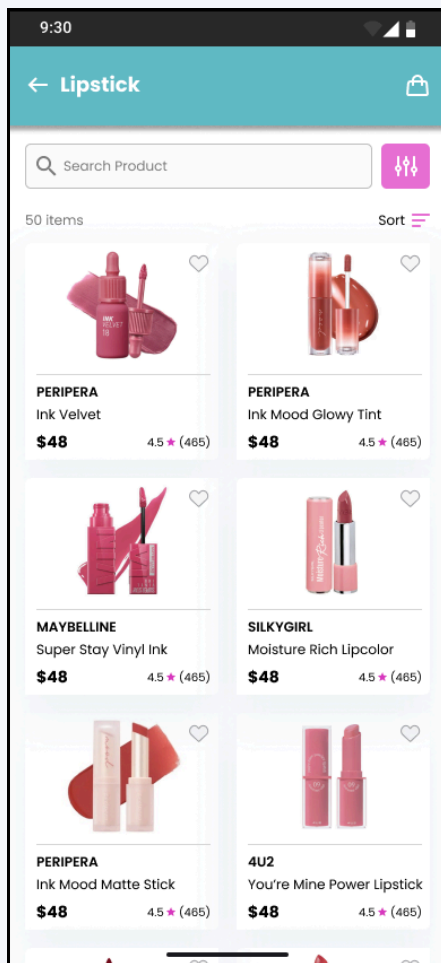 9:30
Lipstick
Search Product
50 items
Sort
INK
VELVET
18
PERIPERA
Ink Velvet
$48
4.5 ★ (465)
PERIPERA
Ink Mood Glowy Tint
$48
4.5 ★ (465)
MAYBELLINE
Super Stay Vinyl Ink
$48
4.5 ★ (465)
SILKYGIRL
Moisture Rich Lipcolor
$48
4.5 ★ (465)
PERIPERA
Ink Mood Matte Stick
$48
4.5 ★ (465)
4U2
You're Mine Power Lipstick
$48
4.5 ★ (465)